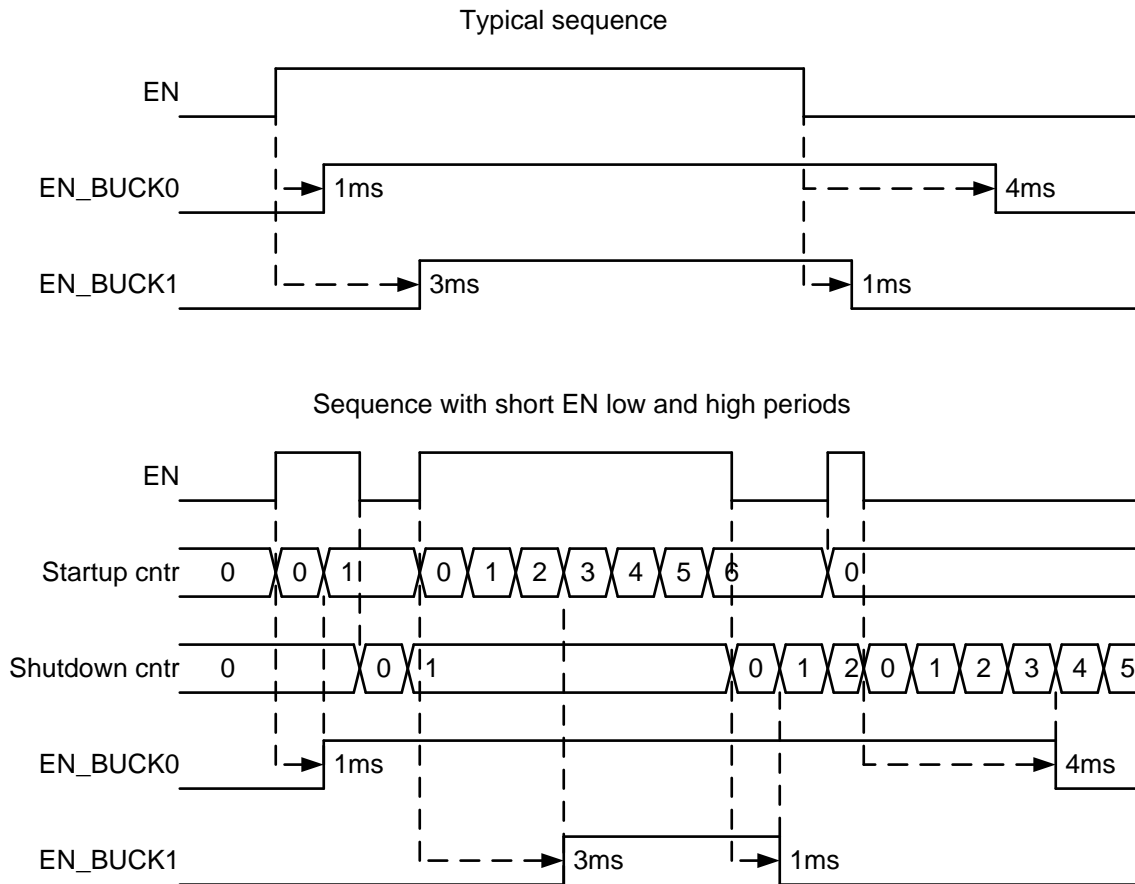 Typical sequence
EN
EN_BUCK0 1ms 4ms
EN_BUCK1 3ms 1ms
Sequence with short EN low and high periods
EN
Startup cntr 0 0 1 0 1 2 3 4 5 6 0
Shutdown cntr 0 0 1 0 1 2 0 1 2 3 4 5
EN_BUCK0 1ms 4ms
EN_BUCK1 3ms 1ms